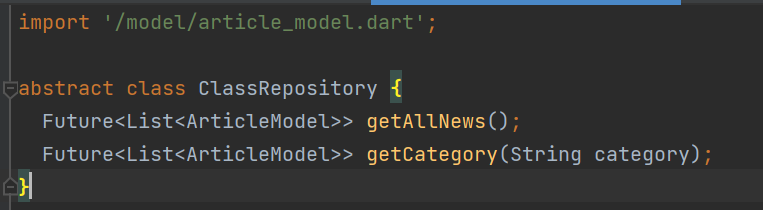 import '/model/article_model.dart';
abstract class ClassRepository {
Future<List<ArticleModel>> getAllNews();
Future<List<ArticleModel>> getCategory(String category);
}